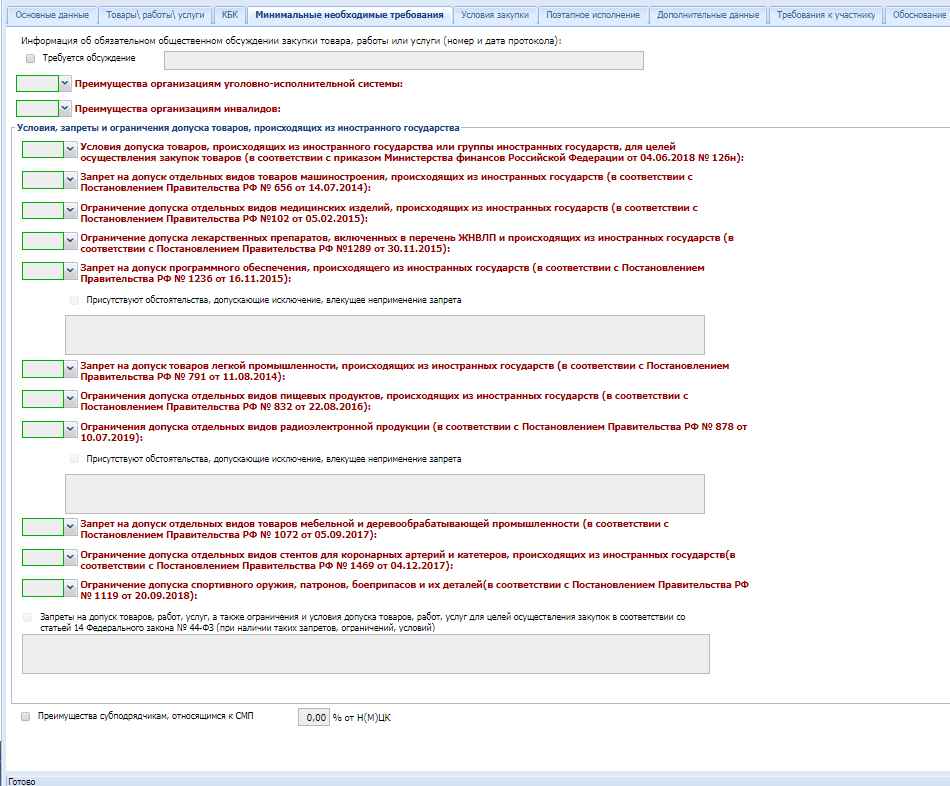 Основные данные
Товары\ работы\ услуги
КБК
Минимальные необходимые требования
Условия закупки
Поэтапное исполнение
Дополнительные данные
Требования к участнику
Обоснование
Информация об обязательном общественном обсуждении закупки товара, работы или услуги (номер и дата протокола):
Требуется обсуждение
Преимущества организациям уголовно-исполнительной системы:
Преимущества организациям инвалидов:
Условия, запреты и ограничения допуска товаров, происходящих из иностранного государства
Условия допуска товаров, происходящих из иностранного государства или группы иностранных государств, для целей
осуществления закупок товаров (в соответствии с приказом Министерства финансов Российской Федерации от 04.06.2018 № 126н):
Запрет на допуск отдельных видов товаров машиностроения, происходящих из иностранных государств (в соответствии с
Постановлением Правительства РФ № 656 от 14.07.2014):
Ограничение допуска отдельных видов медицинских изделий, происходящих из иностранных государств (в соответствии с
Постановлением Правительства РФ №102 от 05.02.2015):
Ограничение допуска лекарственных препаратов, включенных в перечень ЖНВЛП и происходящих из иностранных государств (в
соответствии с Постановлением Правительства РФ №1289 от 30.11.2015):
Запрет на допуск программного обеспечения, происходящего из иностранных государств (в соответствии с Постановлением
Правительства РФ № 1236 от 16.11.2015):
Присутствуют обстоятельства, допускающие исключение, влекущее неприменение запрета
Запрет на допуск товаров легкой промышленности, происходящих из иностранных государств (в соответствии с Постановлением
Правительства РФ № 791 от 11.08.2014):
Ограничения допуска отдельных видов пищевых продуктов, происходящих из иностранных государств (в соответствии с
Постановлением Правительства РФ № 832 от 22.08.2016):
Ограничения допуска отдельных видов радиоэлектронной продукции (в соответствии с Постановлением Правительства РФ № 878 от
10.07.2019):
Присутствуют обстоятельства, допускающие исключение, влекущее неприменение запрета
Запрет на допуск отдельных видов товаров мебельной и деревообрабатывающей промышленности (в соответствии с
Постановлением Правительства РФ № 1072 от 05.09.2017):
Ограничение допуска отдельных видов стентов для коронарных артерий и катетеров, происходящих из иностранных государств(в
соответствии с Постановлением Правительства РФ № 1469 от 04.12.2017):
Ограничение допуска спортивного оружия, патронов, боеприпасов и их деталей(в соответствии с Постановлением Правительства РФ
№ 1119 от 20.09.2018):
Запреты на допуск товаров, работ, услуг, а также ограничения и условия допуска товаров, работ, услуг для целей осуществления закупок в соответствии со
статьей 14 Федерального закона № 44-ФЗ (при наличии таких запретов, ограничений, условий)
Преимущества субподрядчикам, относящимся к СМП
0,00 % от Н(М)ЦК
Готово